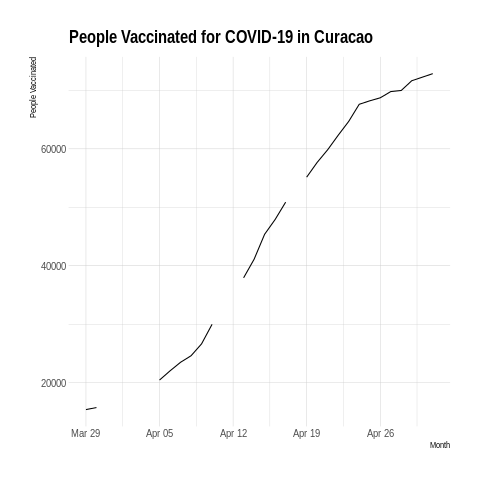 People Vaccinated for COVID-19 in Curacao
People Vaccinated
60000
40000
20000
Mar 29 Apr 05 Apr 12 Apr 19 Apr 26
Month